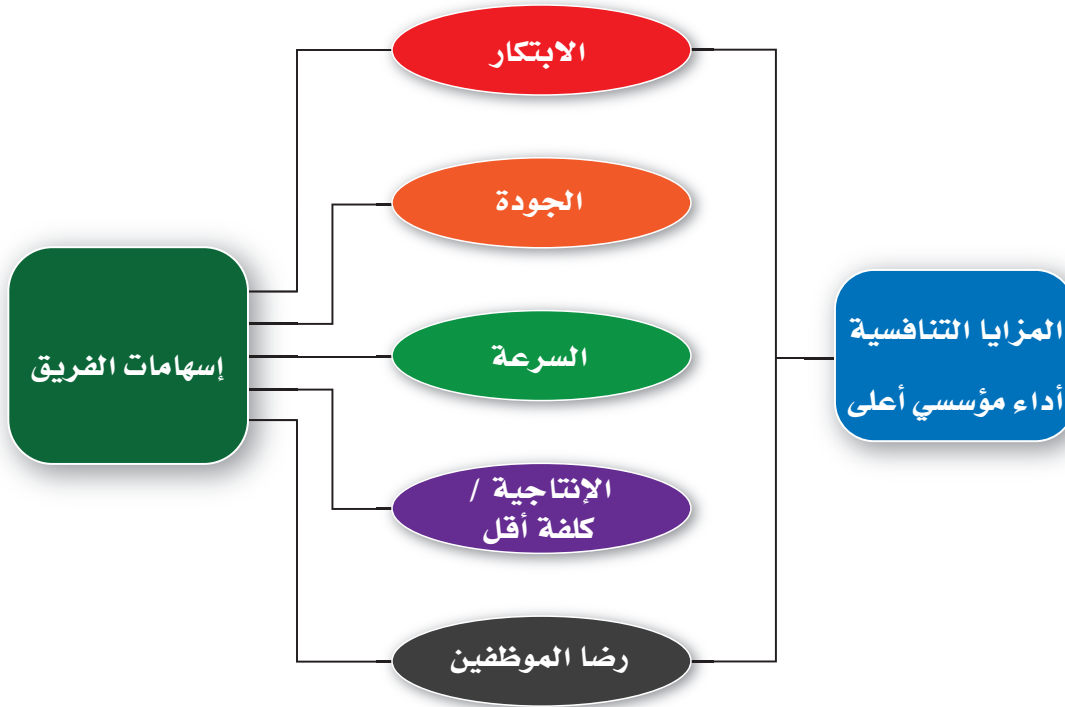 الابتكار
الجودة
السرعة
الإنتاجية /
كلفة أقل
رضا الموظفين
إسهامات الفريق
المزايا التنافسية
أداء مؤسسي أعلى